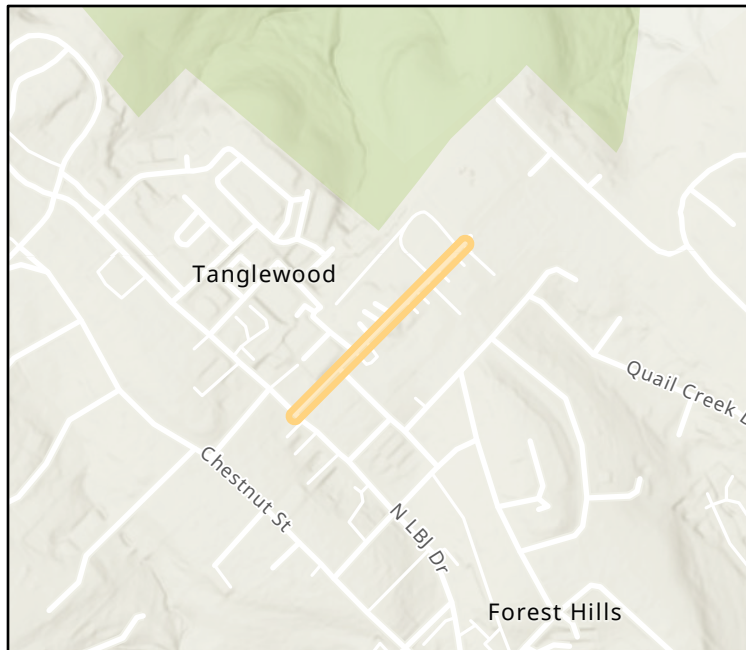 Tanglewood
Quail Creek D
Chestnut St
N LBJ Dr
Forest Hills